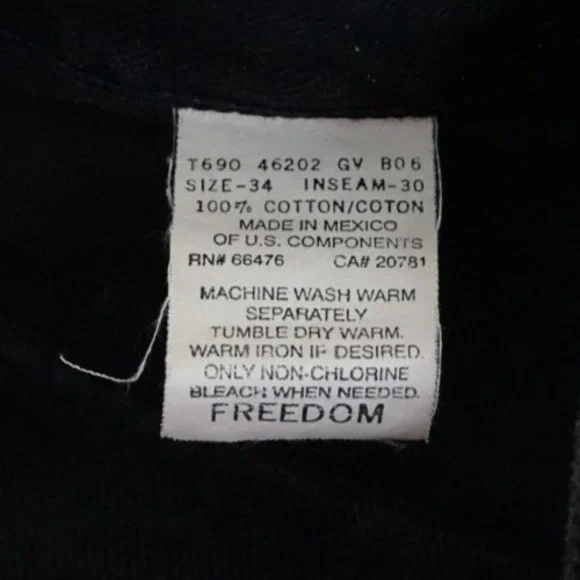 T690 46202 GV B06
SIZE-34 INSEAM-30
100% COTTON/COTON
MADE IN MEXICO
OF U.S. COMPONENTS
RN# 66476 CA# 20781
MACHINE WASH WARM
SEPARATELY
TUMBLE DRY WARM.
WARM IRON IF DESIRED.
ONLY NON-CHLORINE
BLEACH WHEN NEEDED.
FREEDOM